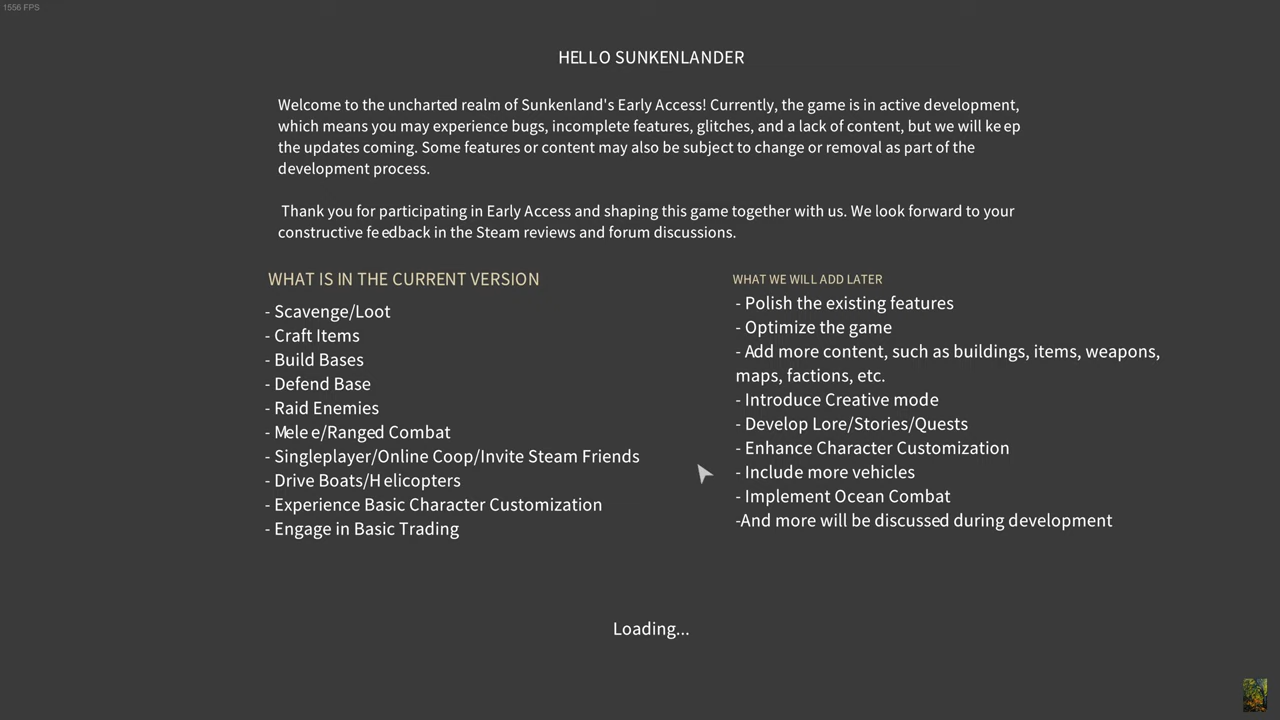 1556 FPS
HELLO SUNKENLANDER
Welcome to the uncharted realm of Sunkenland's Early Access! Currently, the game is in active development,
which means you may experience bugs, incomplete features, glitches, and a lack of content, but we will keep
the updates coming. Some features or content may also be subject to change or removal as part of the
development process.
Thank you for participating in Early Access and shaping this game together with us. We look forward to your
constructive feedback in the Steam reviews and forum discussions.
WHAT IS IN THE CURRENT VERSION
- Scavenge/Loot
- Craft Items
- Build Bases
- Defend Base
- Raid Enemies
- Melee/Ranged Combat
- Singleplayer/Online Coop/Invite Steam Friends
- Drive Boats/Helicopters
- Experience Basic Character Customization
- Engage in Basic Trading
WHAT WE WILL ADD LATER
- Polish the existing features
- Optimize the game
- Add more content, such as buildings, items, weapons,
maps, factions, etc.
- Introduce Creative mode
- Develop Lore/Stories/Quests
- Enhance Character Customization
- Include more vehicles
- Implement Ocean Combat
-And more will be discussed during development
Loading...